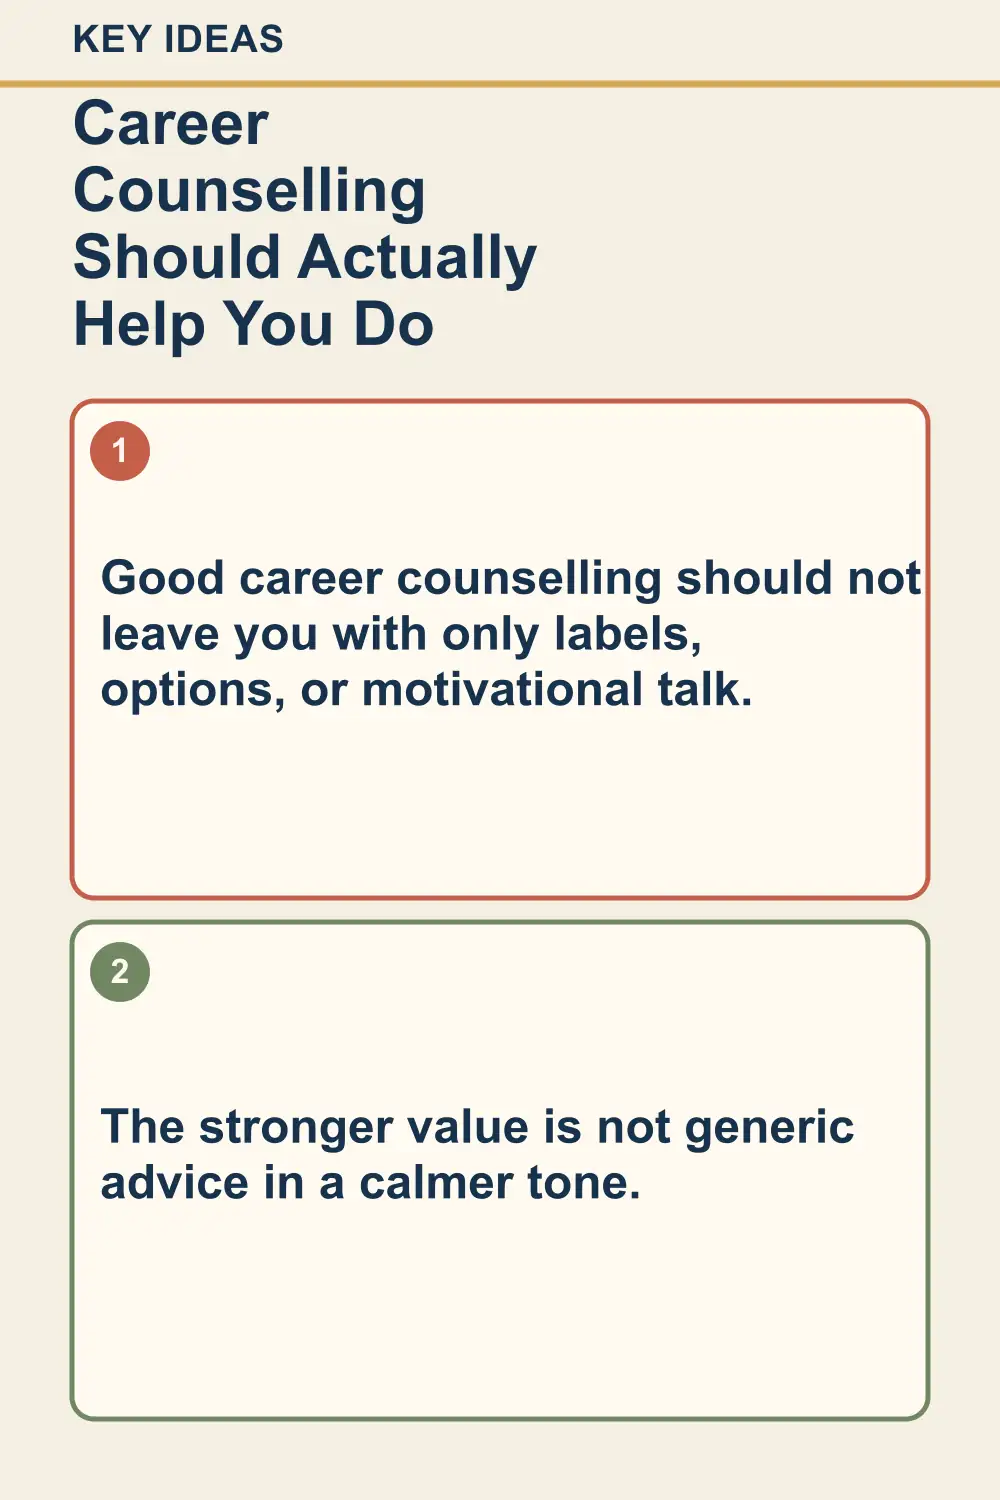 KEY IDEAS
Career
Counselling
Should Actually
Help You Do
1
Good career counselling should not
leave you with only labels,
options, or motivational talk.
2
The stronger value is not generic
advice in a calmer tone.